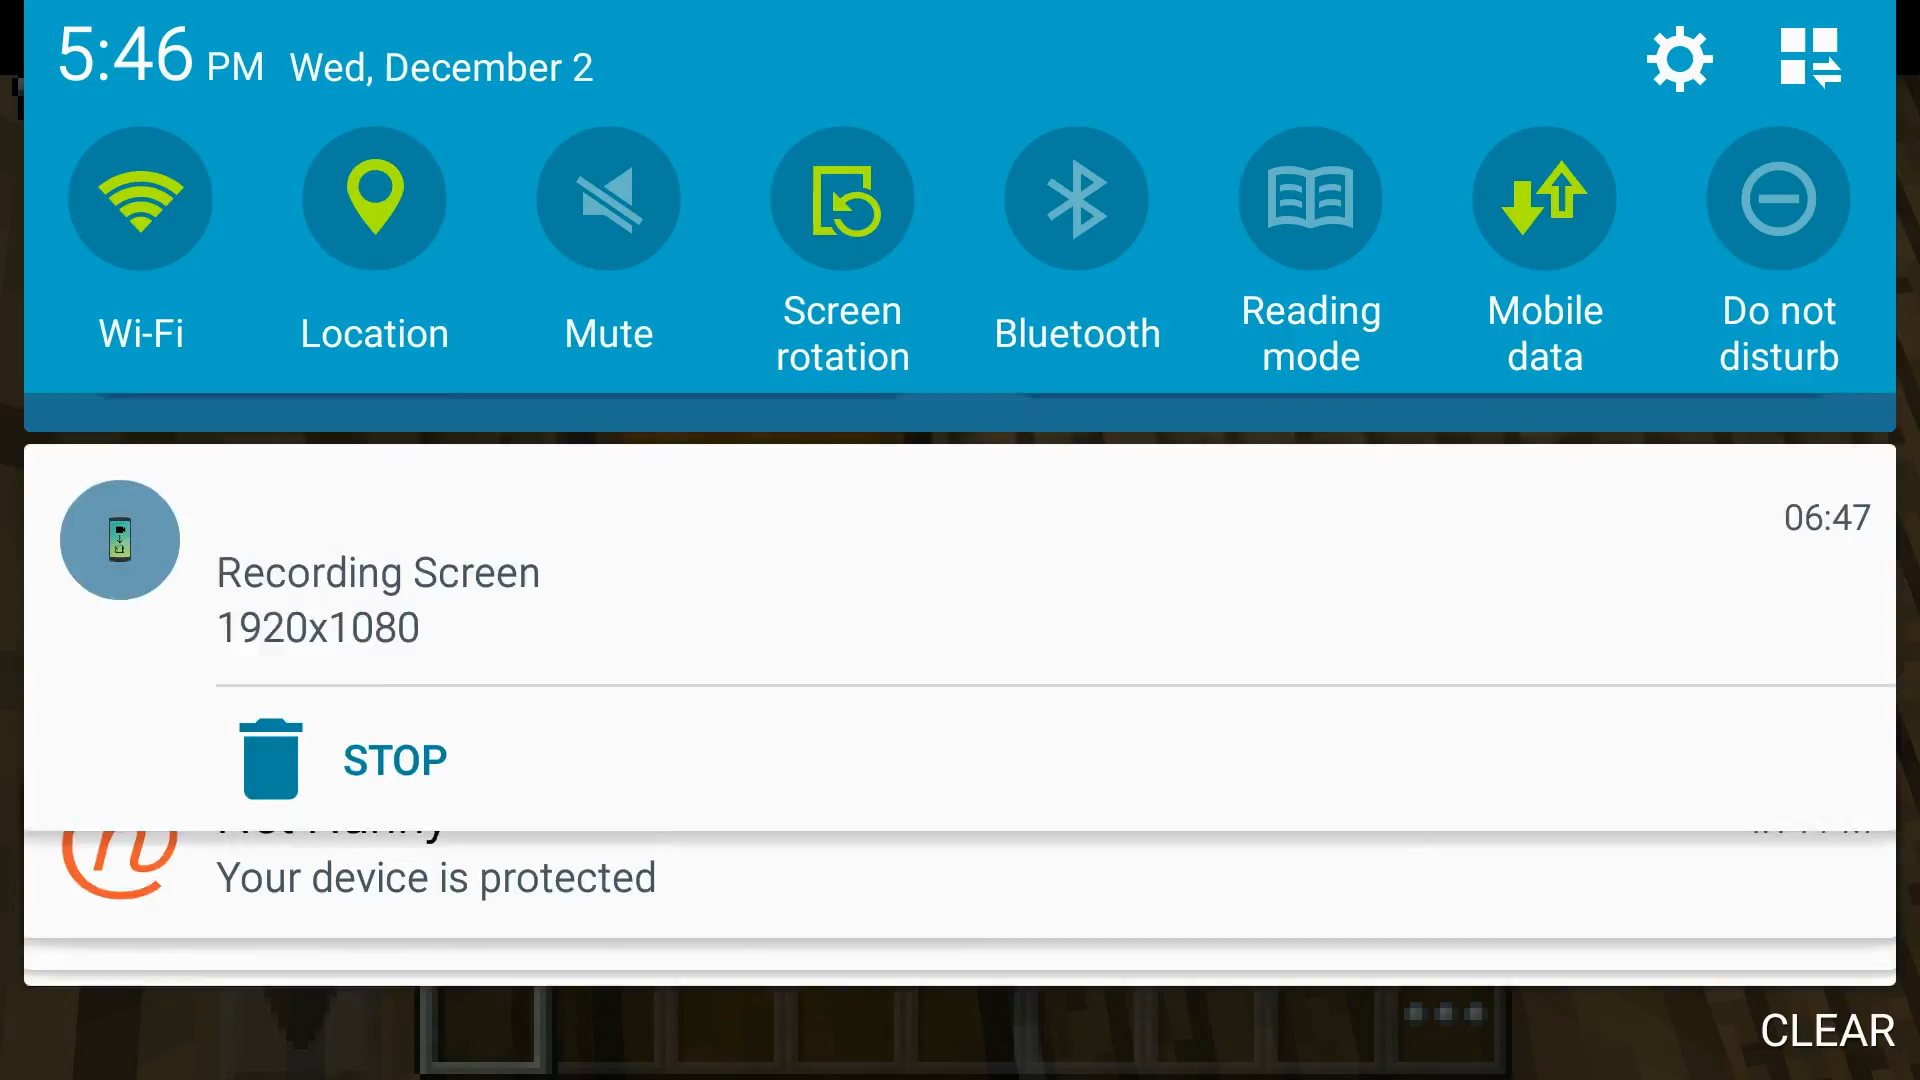 5:46 PM Wed, December 2
Wi-Fi
Location
Mute
Screen
rotation
Bluetooth
Reading
mode
Mobile
data
Do not
disturb
06:47
Recording Screen
1920x1080
STOP
Your device is protected
CLEAR